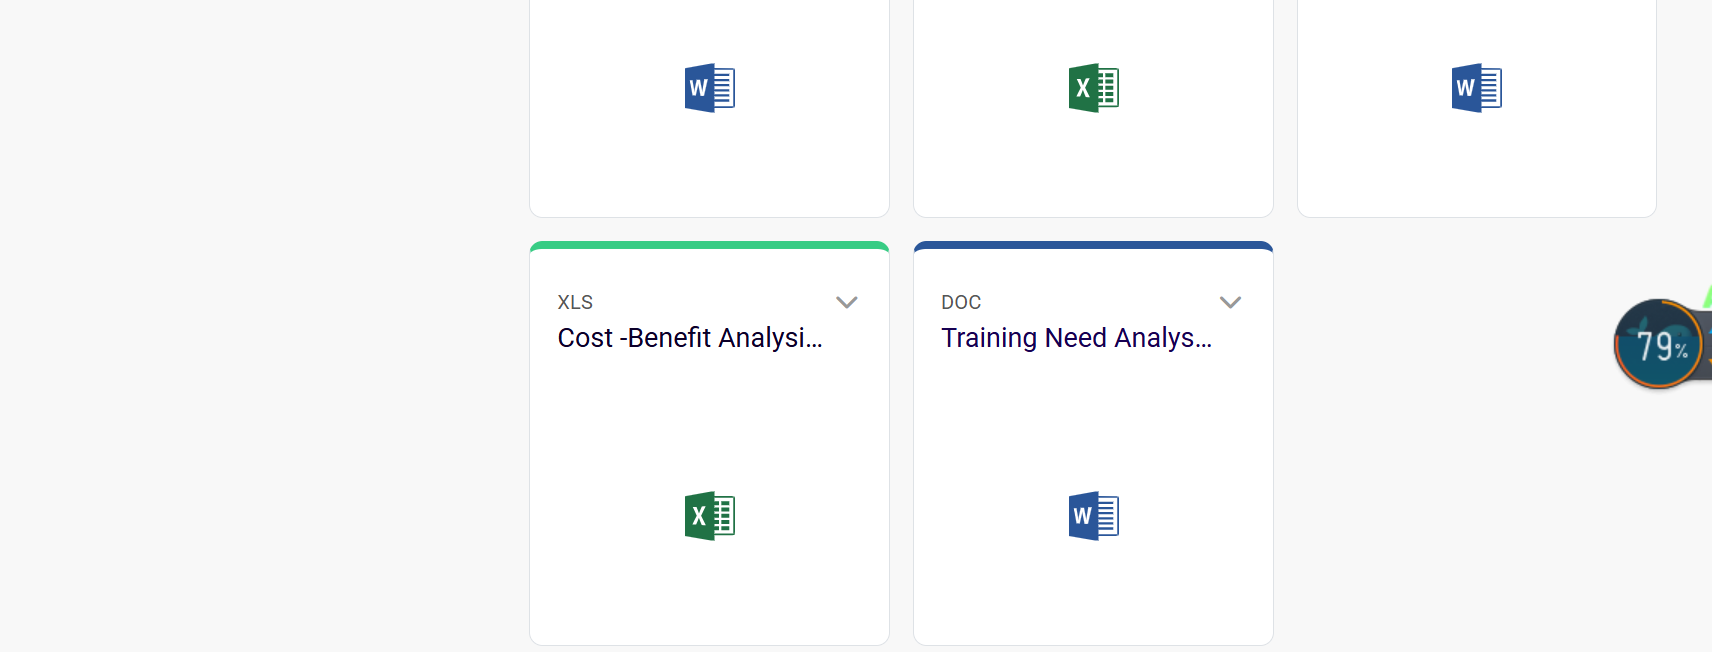 W
X
W
XLS
Cost -Benefit Analysi...
DOC
Training Need Analys...
79%
X
W